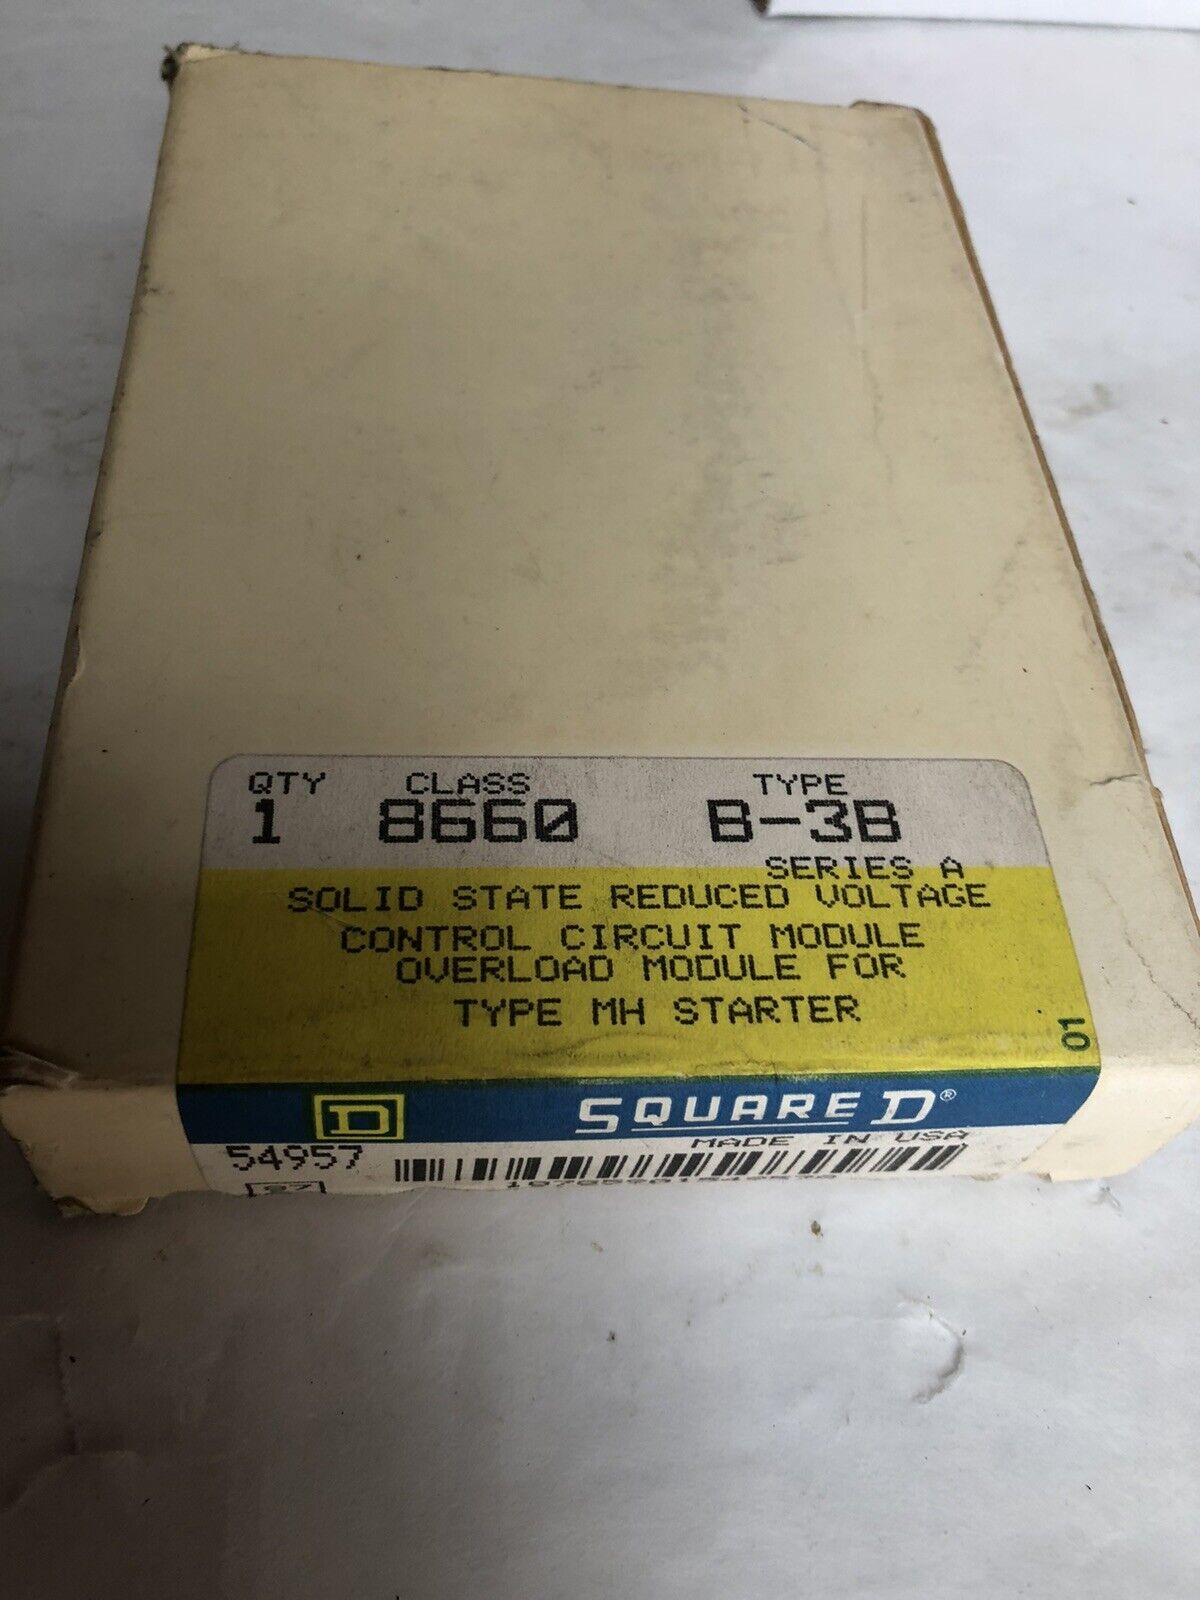 QTY CLASS TYPE
1 8660 B-3B
SERIES A
SOLID STATE REDUCED VOLTAGE
CONTROL CIRCUIT MODULE
OVERLOAD MODULE FOR
TYPE MH STARTER
01
D SQUARE D®
MADE IN USA
54957